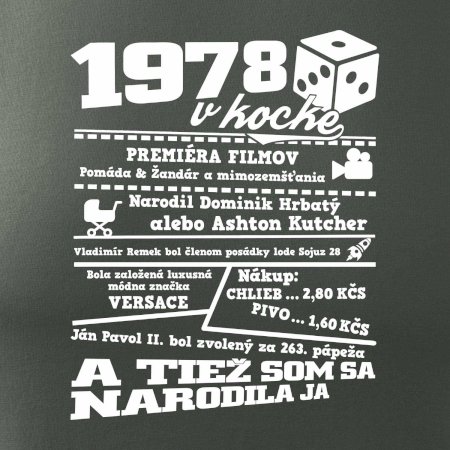 1978
v kocke
PREMIÉRA FILMOV
Pomáda & Žandár a mimozemšťania
Narodil Dominik Hrbatý
alebo Ashton Kutcher
Vladimír Remek bol členom posádky lode Sojuz 28
Bola založená luxusná
módna značka
VERSACE
Nákup:
CHLIEB ... 2,80 KČS
PIVO ... 1,60 KČS
Ján Pavol II. bol zvolený za 263. pápeža
A TIEŽ SOM SA
NARODILA JA